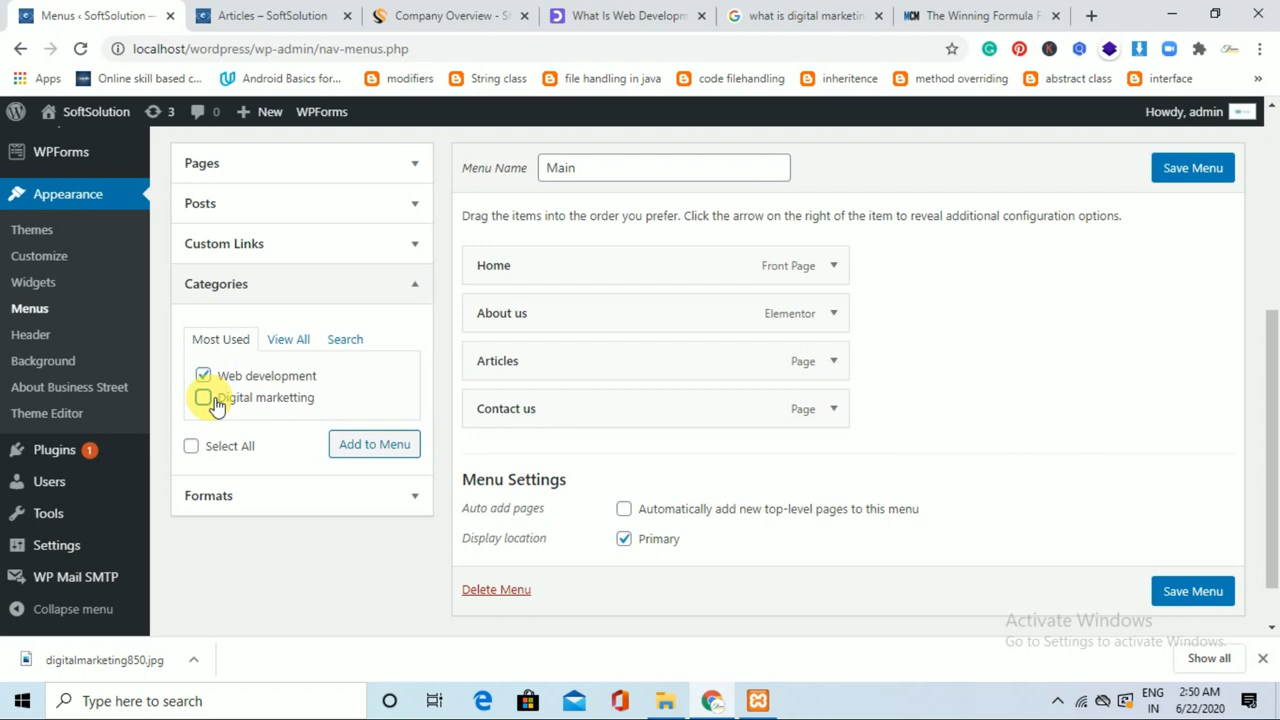 Menus ‹ SoftSolution —
Articles – SoftSolution
Company Overview - S
What Is Web Developm
what is digital marketin
The Winning Formula F
localhost/wordpress/wp-admin/nav-menus.php
Apps
Online skill based c...
Android Basics for...
modifiers
String class
file handling in java
code filehandling
inheritence
method overriding
abstract class
interface
SoftSolution
3
0
New
WPForms
Howdy, admin
WPForms
Appearance
Themes
Customize
Widgets
Menus
Header
Background
About Business Street
Theme Editor
Plugins 1
Users
Tools
Settings
WP Mail SMTP
Collapse menu
Pages
Posts
Custom Links
Categories
Most Used
View All
Search
Web development
Digital marketting
Select All
Add to Menu
Formats
Menu Name
Main
Save Menu
Drag the items into the order you prefer. Click the arrow on the right of the item to reveal additional configuration options.
Home
Front Page
About us
Elementor
Articles
Page
Contact us
Page
Menu Settings
Auto add pages
Automatically add new top-level pages to this menu
Display location
Primary
Delete Menu
Save Menu
Activate Windows
Go to Settings to activate Windows.
digitalmarketing850.jpg
Show all
Type here to search
ENG
IN
2:50 AM
6/22/2020